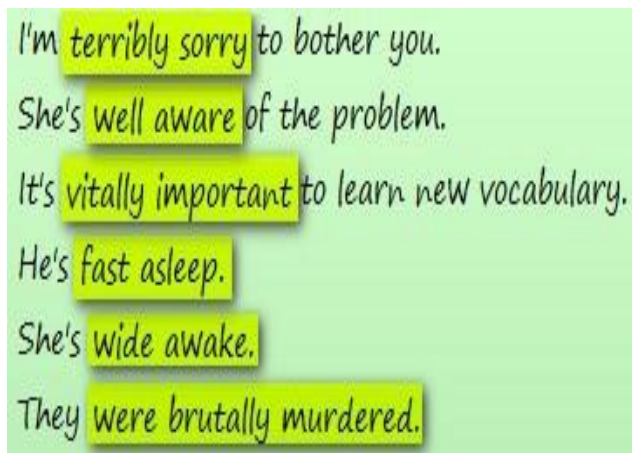 I'm terribly sorry to bother you.
She's well aware of the problem.
It's vitally important to learn new vocabulary.
He's fast asleep.
She's wide awake.
They were brutally murdered.